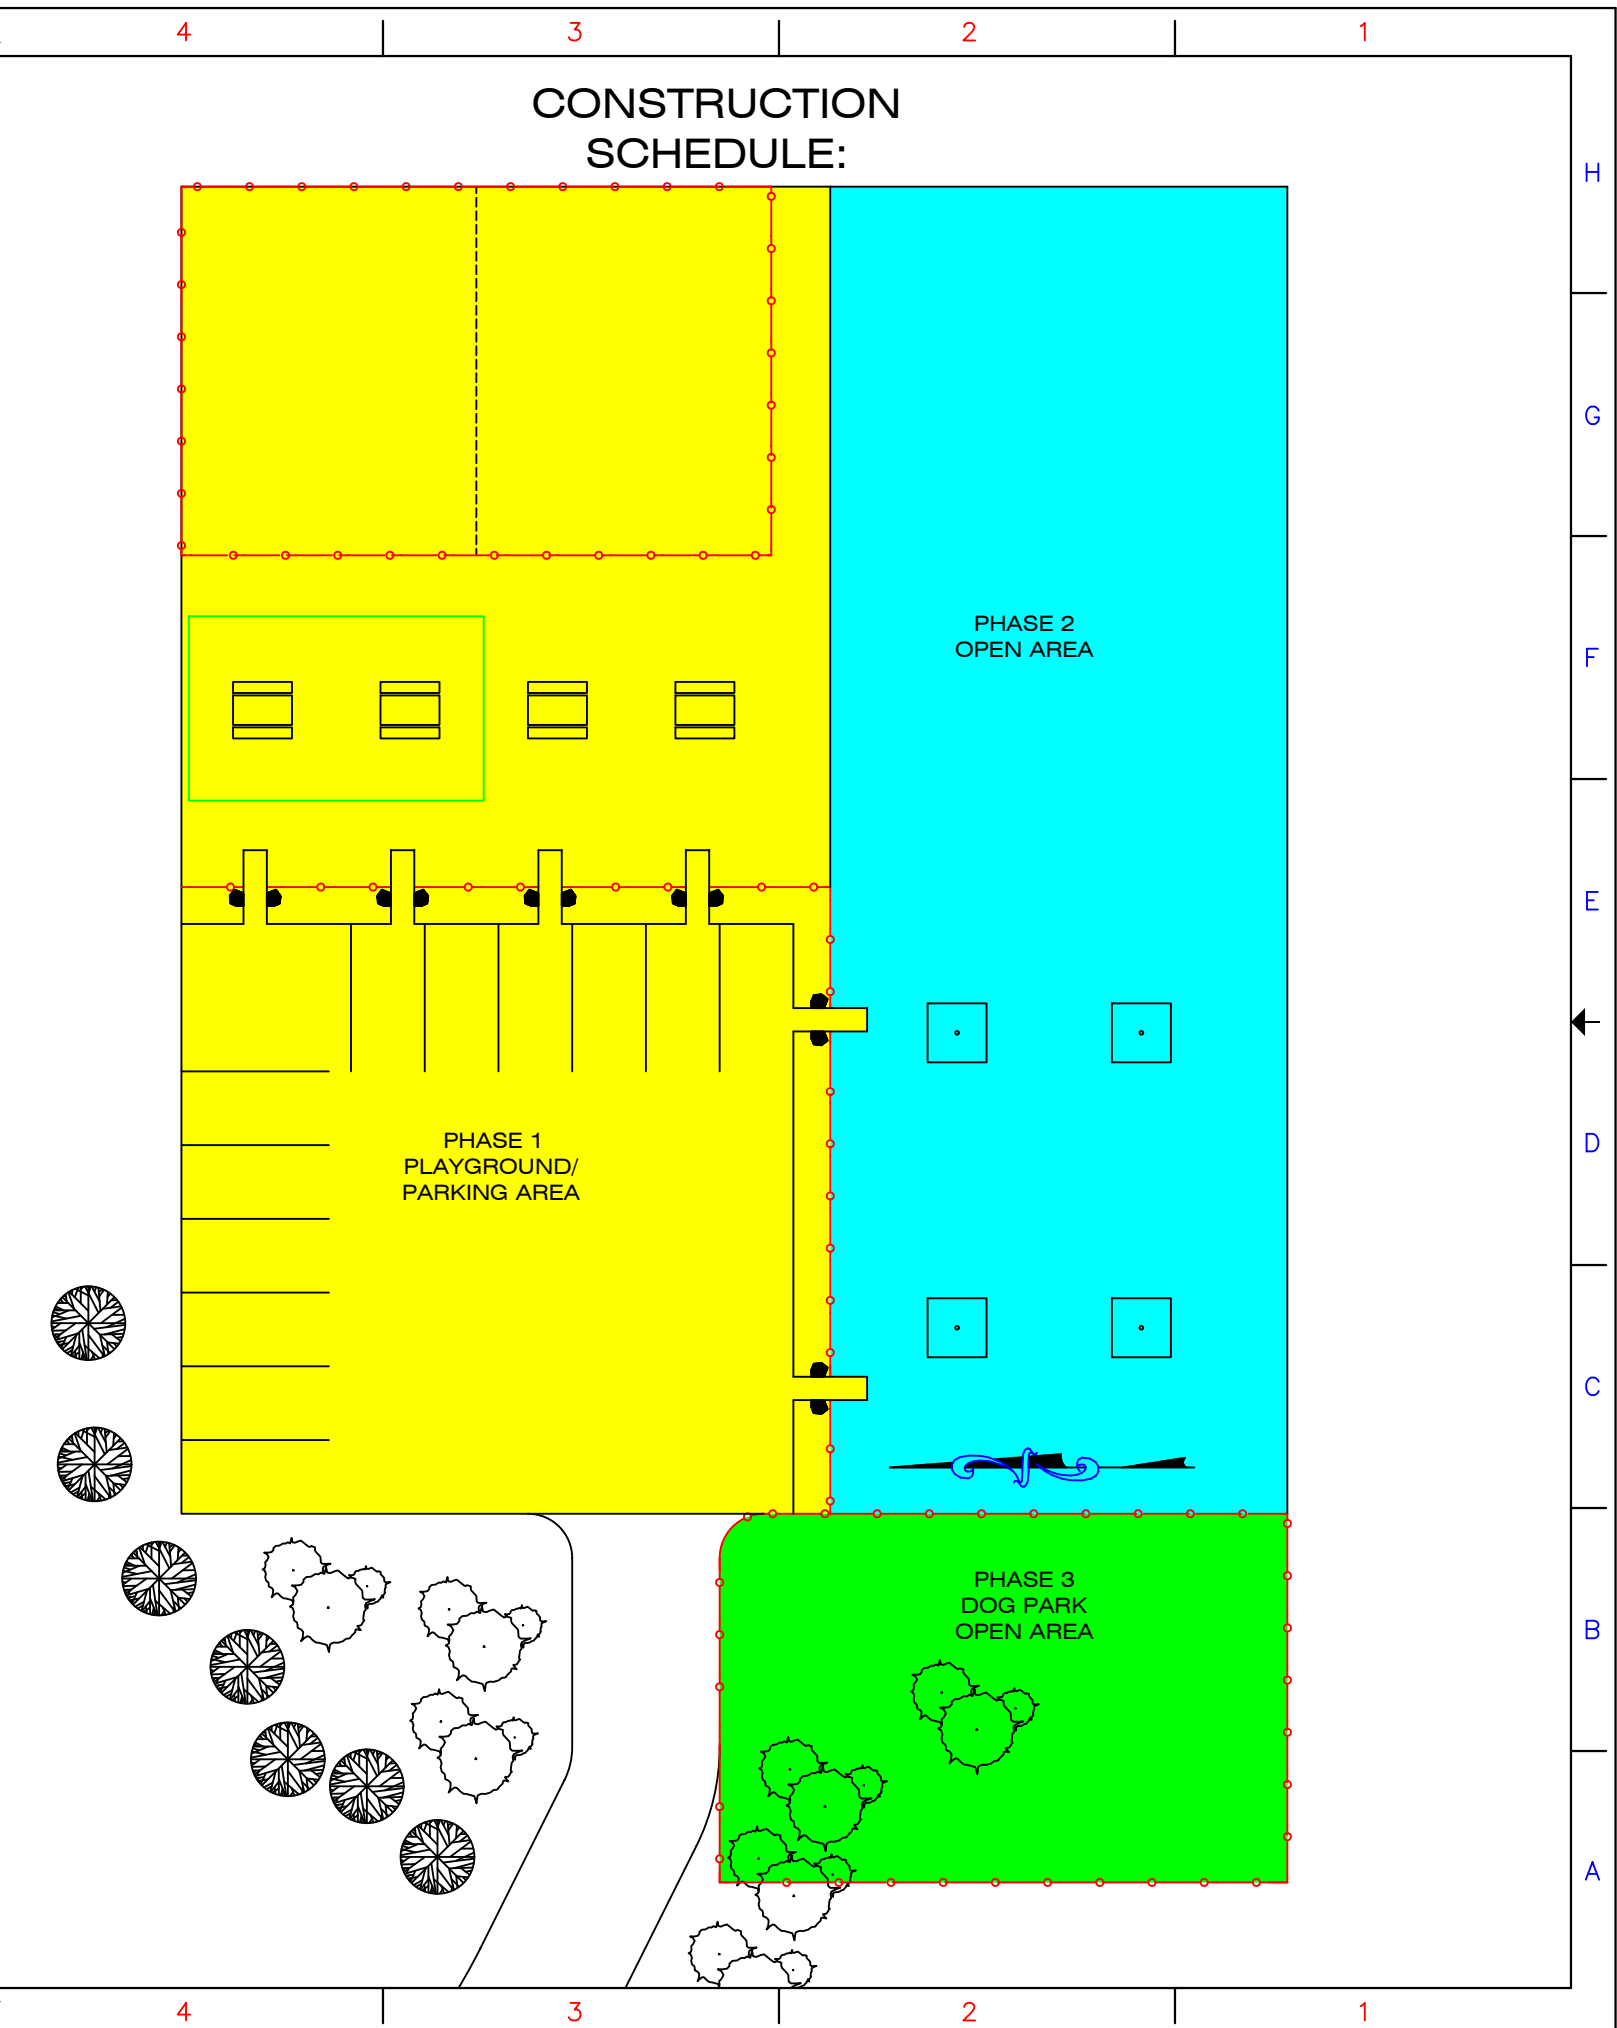 4 3 2 1
CONSTRUCTION
SCHEDULE:
H
G
PHASE 2
OPEN AREA
F
E
PHASE 1
PLAYGROUND/
PARKING AREA
D
C
PHASE 3
DOG PARK
OPEN AREA
B
A
4 3 2 1